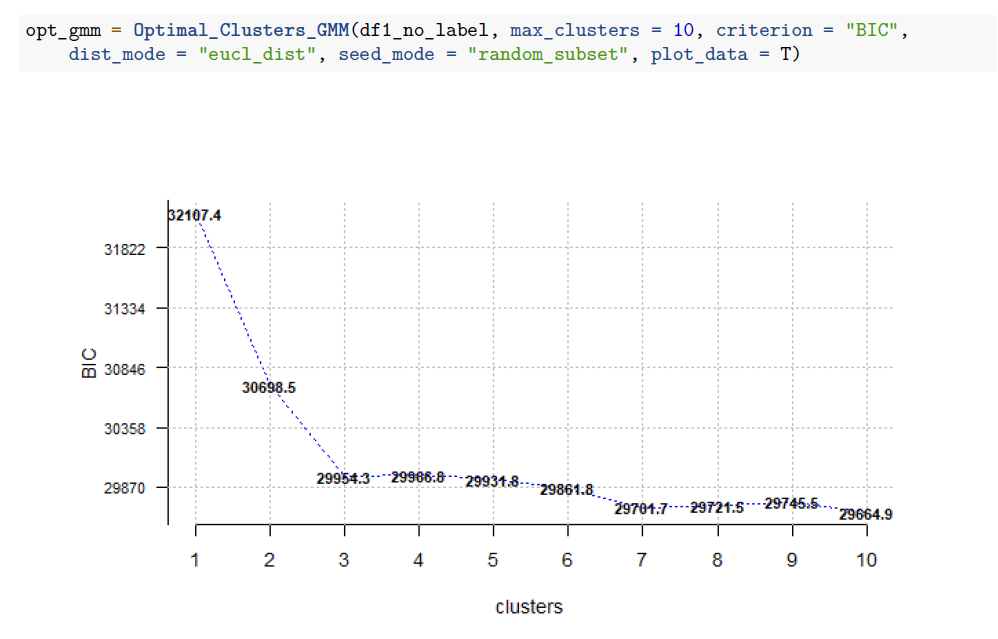 opt_gmm = Optimal_Clusters_GMM(df1_no_label, max_clusters = 10, criterion = "BIC",
dist_mode = "eucl_dist", seed_mode = "random_subset", plot_data = T)
32107.4
31822
31334
30846
BIC
30698.5
30358
29954.3 29966.8 29931.8 29861.8 29701.7 29721.5 29745.5 29664.9
29870
1 2 3 4 5 6 7 8 9 10
clusters